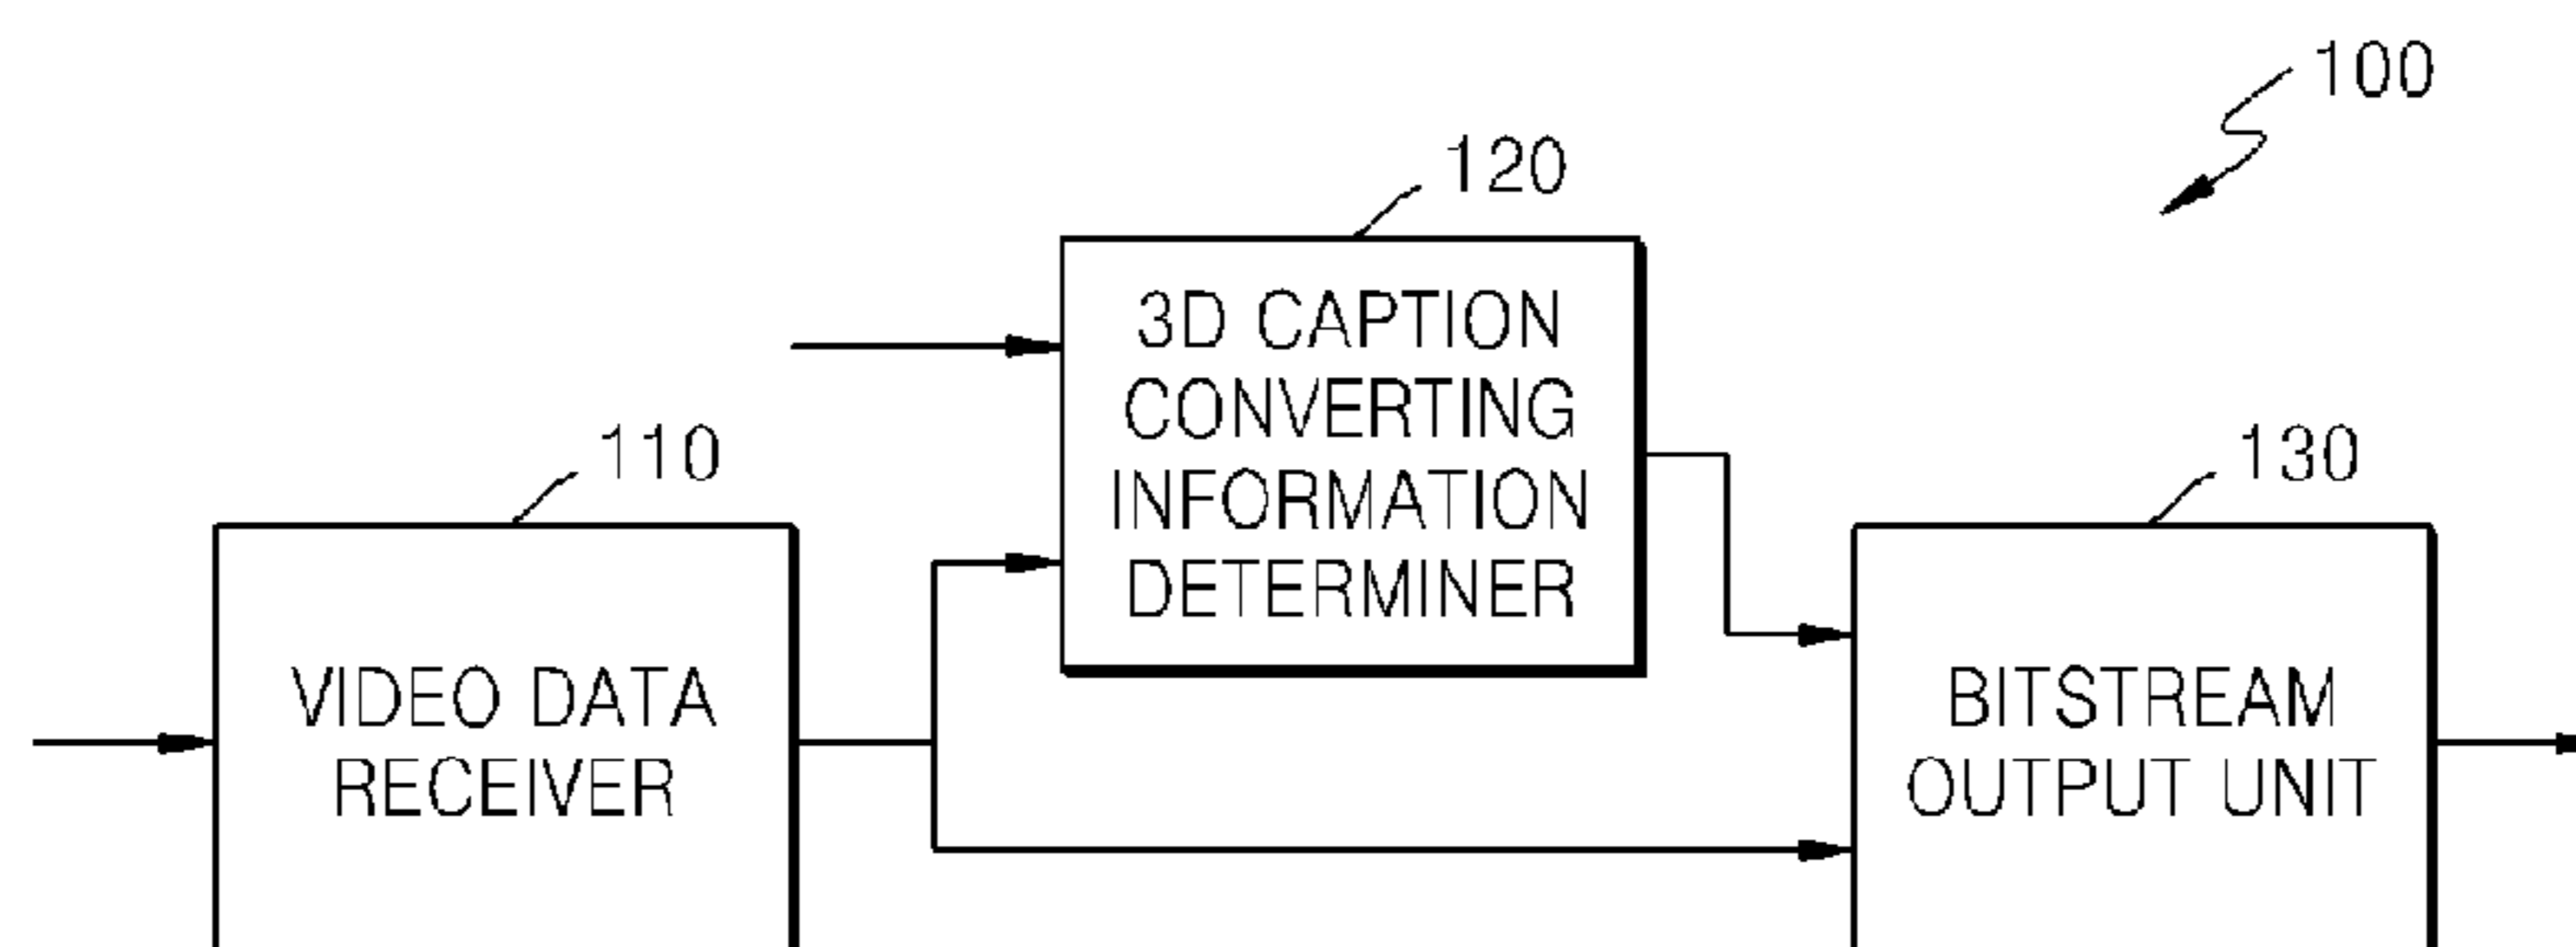 100
120
3D CAPTION
CONVERTING
INFORMATION
DETERMINER
110
130
VIDEO DATA
RECEIVER
BITSTREAM
OUTPUT UNIT